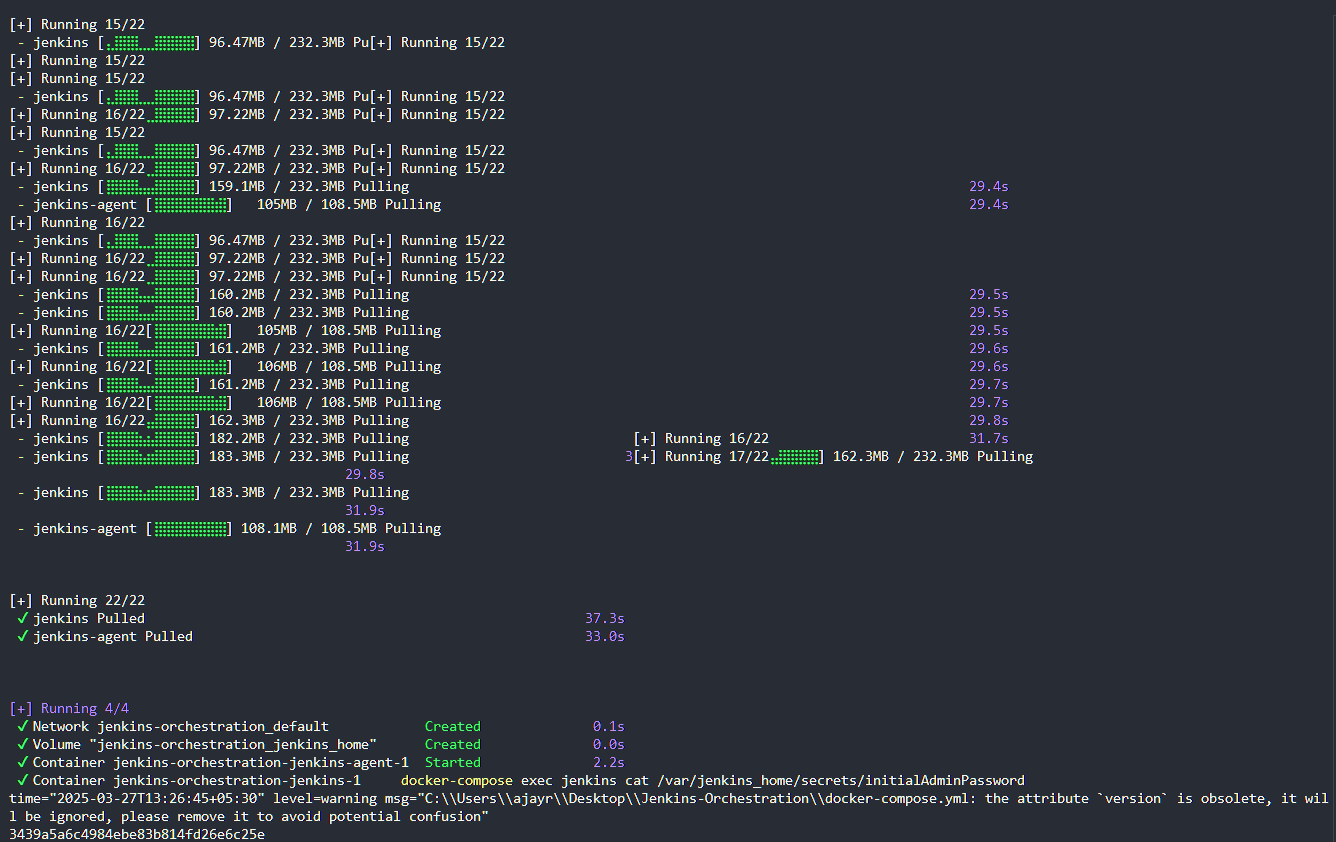 [+] Running 15/22
- jenkins [] 96.47MB / 232.3MB Pu[+] Running 15/22
[+] Running 15/22
[+] Running 15/22
- jenkins [] 96.47MB / 232.3MB Pu[+] Running 15/22
[+] Running 16/22 ] 97.22MB / 232.3MB Pu[+] Running 15/22
[+] Running 15/22
- jenkins [] 96.47MB / 232.3MB Pu[+] Running 15/22
[+] Running 16/22 ] 97.22MB / 232.3MB Pu[+] Running 15/22
- jenkins [] 159.1MB / 232.3MB Pulling 29.4s
- jenkins-agent [] 105MB / 108.5MB Pulling 29.4s
[+] Running 16/22
- jenkins [] 96.47MB / 232.3MB Pu[+] Running 15/22
[+] Running 16/22 ] 97.22MB / 232.3MB Pu[+] Running 15/22
[+] Running 16/22 ] 97.22MB / 232.3MB Pu[+] Running 15/22
- jenkins [] 160.2MB / 232.3MB Pulling 29.5s
- jenkins [] 160.2MB / 232.3MB Pulling 29.5s
[+] Running 16/22[] 105MB / 108.5MB Pulling 29.5s
- jenkins [] 161.2MB / 232.3MB Pulling 29.6s
[+] Running 16/22[] 106MB / 108.5MB Pulling 29.6s
- jenkins [] 161.2MB / 232.3MB Pulling 29.7s
[+] Running 16/22[] 106MB / 108.5MB Pulling 29.7s
[+] Running 16/22 ] 162.3MB / 232.3MB Pulling 29.8s
- jenkins [] 182.2MB / 232.3MB Pulling [+] Running 16/22 31.7s
- jenkins [] 183.3MB / 232.3MB Pulling 3[+] Running 17/22 ] 162.3MB / 232.3MB Pulling
29.8s
- jenkins [] 183.3MB / 232.3MB Pulling
31.9s
- jenkins-agent [] 108.1MB / 108.5MB Pulling
31.9s
[+] Running 22/22
✓ jenkins Pulled 37.3s
✓ jenkins-agent Pulled 33.0s
[+] Running 4/4
✓ Network jenkins-orchestration_default Created 0.1s
✓ Volume "jenkins-orchestration_jenkins_home" Created 0.0s
✓ Container jenkins-orchestration-jenkins-agent-1 Started 2.2s
✓ Container jenkins-orchestration-jenkins-1 docker-compose exec jenkins cat /var/jenkins_home/secrets/initialAdminPassword
time="2025-03-27T13:26:45+05:30" level=warning msg="C:\\Users\\ajayr\\Desktop\\Jenkins-Orchestration\\docker-compose.yml: the attribute `version` is obsolete, it wil
l be ignored, please remove it to avoid potential confusion"
3439a5a6c4984ebe83b814fd26e6c25e